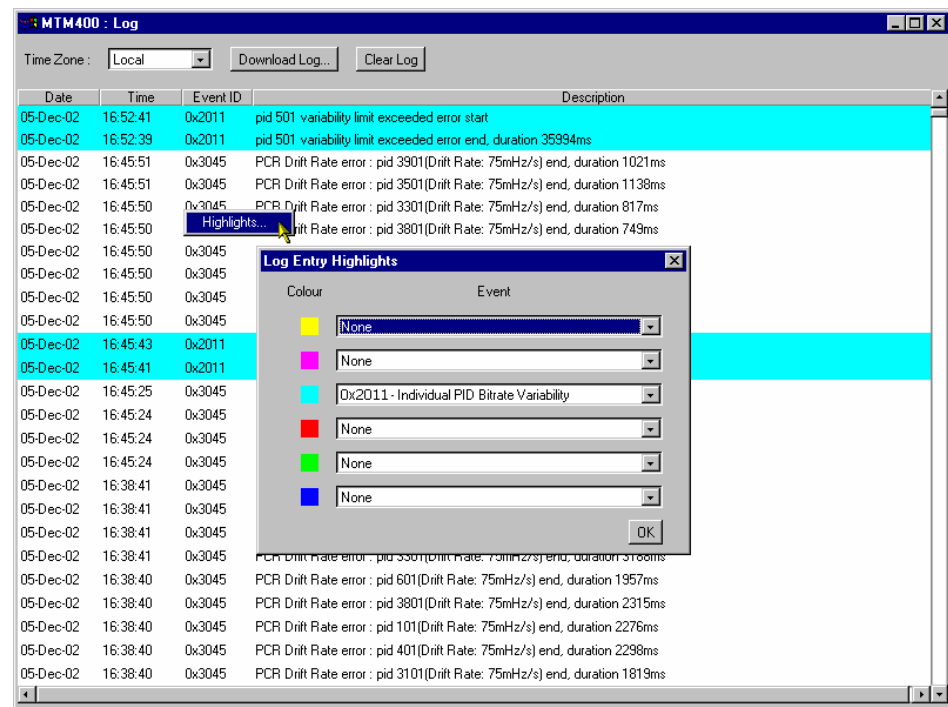 MTM400 : Log
Time Zone : Local Download Log... Clear Log
Date Time Event ID Description
05-Dec-02 16:52:41 0x2011 pid 501 variability limit exceeded error start
05-Dec-02 16:52:39 0x2011 pid 501 variability limit exceeded error end, duration 35994ms
05-Dec-02 16:45:51 0x3045 PCR Drift Rate error : pid 3901(Drift Rate: 75mHz/s) end, duration 1021ms
05-Dec-02 16:45:51 0x3045 PCR Drift Rate error : pid 3501(Drift Rate: 75mHz/s) end, duration 1138ms
05-Dec-02 16:45:50 0x3045 PCR Drift Rate error : pid 3301(Drift Rate: 75mHz/s) end, duration 817ms
Highlights...
05-Dec-02 16:45:50 Drift Rate error : pid 3801(Drift Rate: 75mHz/s) end, duration 749ms
05-Dec-02 16:45:50 0x3045
05-Dec-02 16:45:50 0x3045
05-Dec-02 16:45:50 0x3045
05-Dec-02 16:45:50 0x3045
05-Dec-02 16:45:43 0x2011
05-Dec-02 16:45:41 0x2011
05-Dec-02 16:45:25 0x3045
05-Dec-02 16:45:24 0x3045
05-Dec-02 16:45:24 0x3045
05-Dec-02 16:45:24 0x3045
05-Dec-02 16:38:41 0x3045
05-Dec-02 16:38:41 0x3045
05-Dec-02 16:38:41 0x3045
Log Entry Highlights
Colour Event
None
None
0x2011 - Individual PID Bitrate Variability
None
None
None
OK
05-Dec-02 16:38:41 0x3045 PCR Drift Rate error : pid 3301(Drift Rate: 75mHz/s) end, duration 3188ms
05-Dec-02 16:38:40 0x3045 PCR Drift Rate error : pid 601(Drift Rate: 75mHz/s) end, duration 1957ms
05-Dec-02 16:38:40 0x3045 PCR Drift Rate error : pid 3801(Drift Rate: 75mHz/s) end, duration 2315ms
05-Dec-02 16:38:40 0x3045 PCR Drift Rate error : pid 101(Drift Rate: 75mHz/s) end, duration 2276ms
05-Dec-02 16:38:40 0x3045 PCR Drift Rate error : pid 401(Drift Rate: 75mHz/s) end, duration 2298ms
05-Dec-02 16:38:40 0x3045 PCR Drift Rate error : pid 3101(Drift Rate: 75mHz/s) end, duration 1819ms